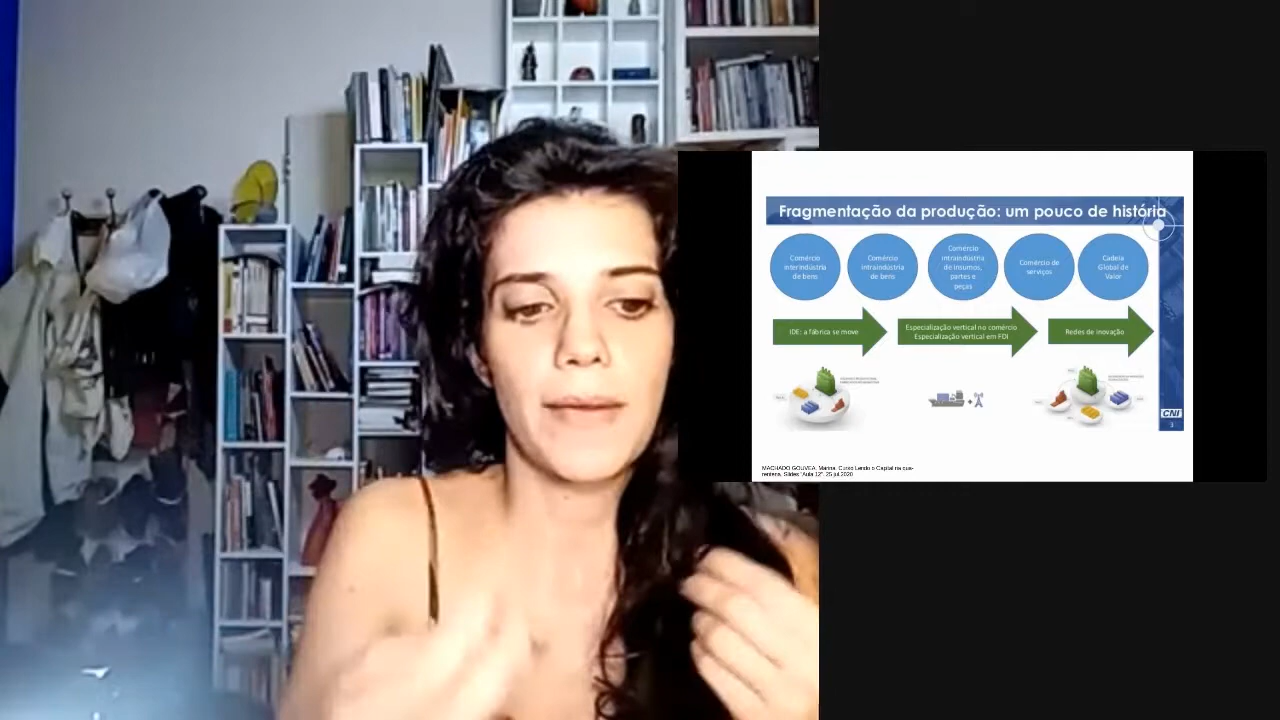 Fragmentação da produção: um pouco de história
Comércio
interindústria
de bens
Comércio
intraindústria
de bens
Comércio
intraindústria
de insumos,
partes e
peças
Comércio de
serviços
Cadeia
Global de
Valor
IDE: a fábrica se move
Especialização vertical no comércio
Especialização vertical em FDI
Redes de inovação
CNI
3
MACHADO GOUVEA, Marina. Curso Lendo o Capital na qua-
rentena. Slides "Aula 12". 25 jul 2020